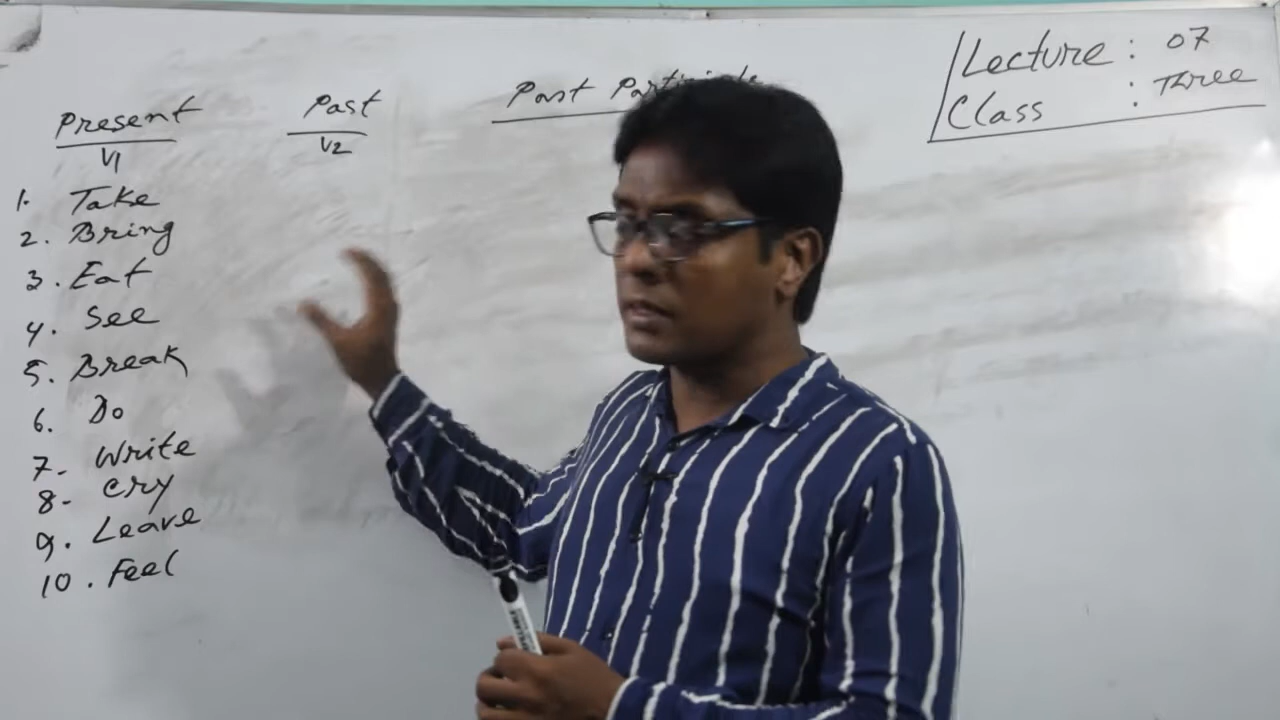 Lecture : 07
Class : Three
Present Past Past Participle
V1 V2
1. Take
2. Bring
3. Eat
4. See
5. Break
6. Do
7- Write
8- Cry
9. Leave
10. Feel